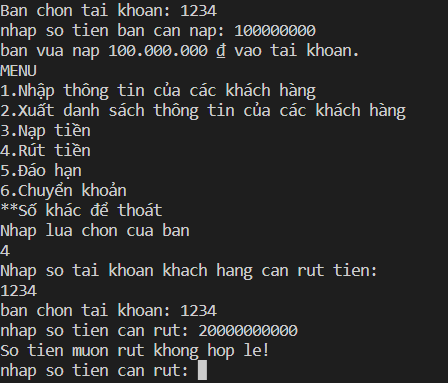 Ban chon tai khoan: 1234
nhap so tien ban can nap: 100000000
ban vua nap 100.000.000 ₫ vao tai khoan.
MENU
1.Nhập thông tin của các khách hàng
2.Xuất danh sách thông tin của các khách hàng
3.Nạp tiền
4.Rút tiền
5.Đáo hạn
6.Chuyển khoản
**Số khác để thoát
Nhap lua chon cua ban
4
Nhap so tai khoan khach hang can rut tien:
1234
ban chon tai khoan: 1234
nhap so tien can rut: 20000000000
So tien muon rut khong hop le!
nhap so tien can rut: